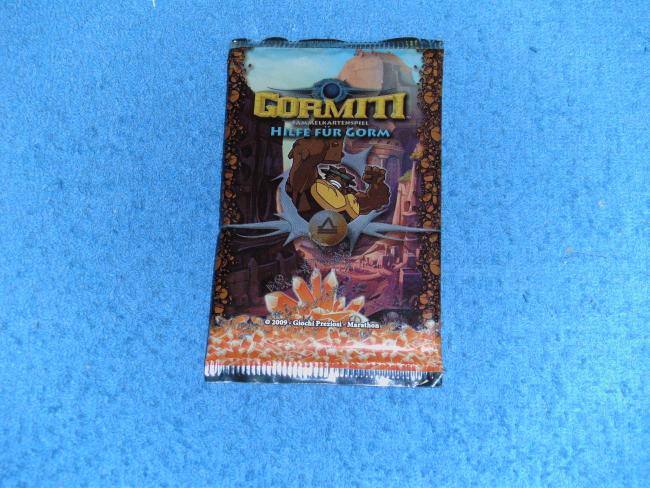 GORMITI
SAMMELKARTENSPIEL
HILFE FÜR GORM
© 2009 - Giochi Preziosi - Marathon